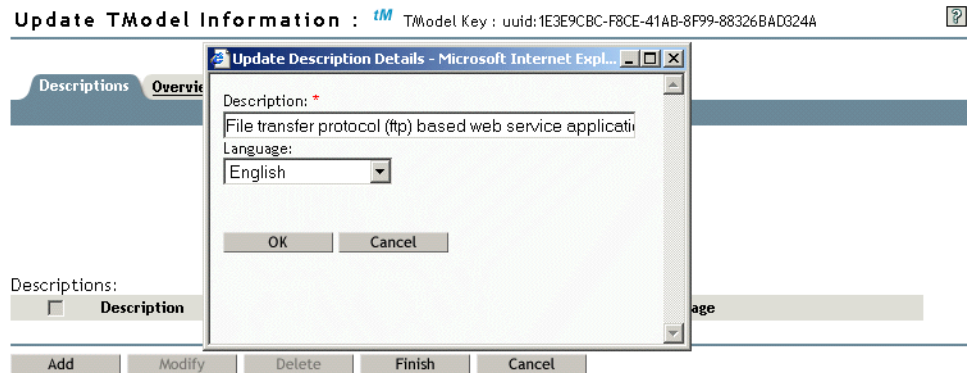 Update TModel Information : tM TModel Key : uuid:1E3E9CBC-F8CE-41AB-8F99-88326BAD324A ?
Update Description Details - Microsoft Internet Expl...
Descriptions Overvie
Description: *
File transfer protocol (ftp) based web service applicati
Language:
English
OK Cancel
Descriptions:
Description age
Add Modify Delete Finish Cancel